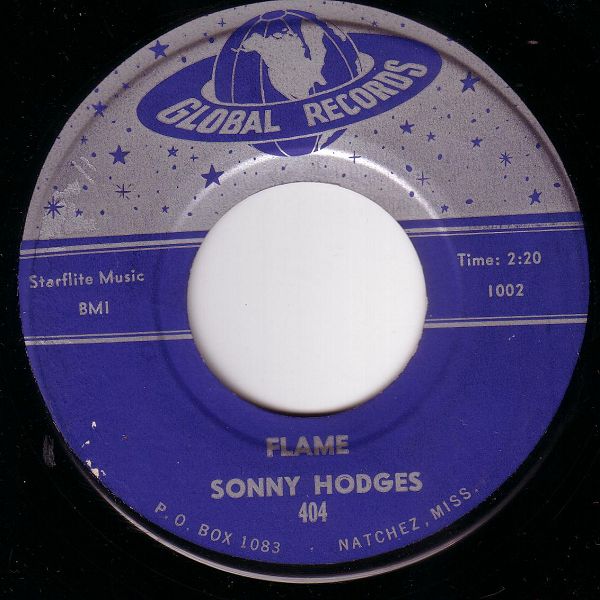 GLOBAL RECORDS
Starflite Music
BMI
Time: 2:20
1002
FLAME
SONNY HODGES
404
P. O. BOX 1083 . NATCHEZ, MISS.